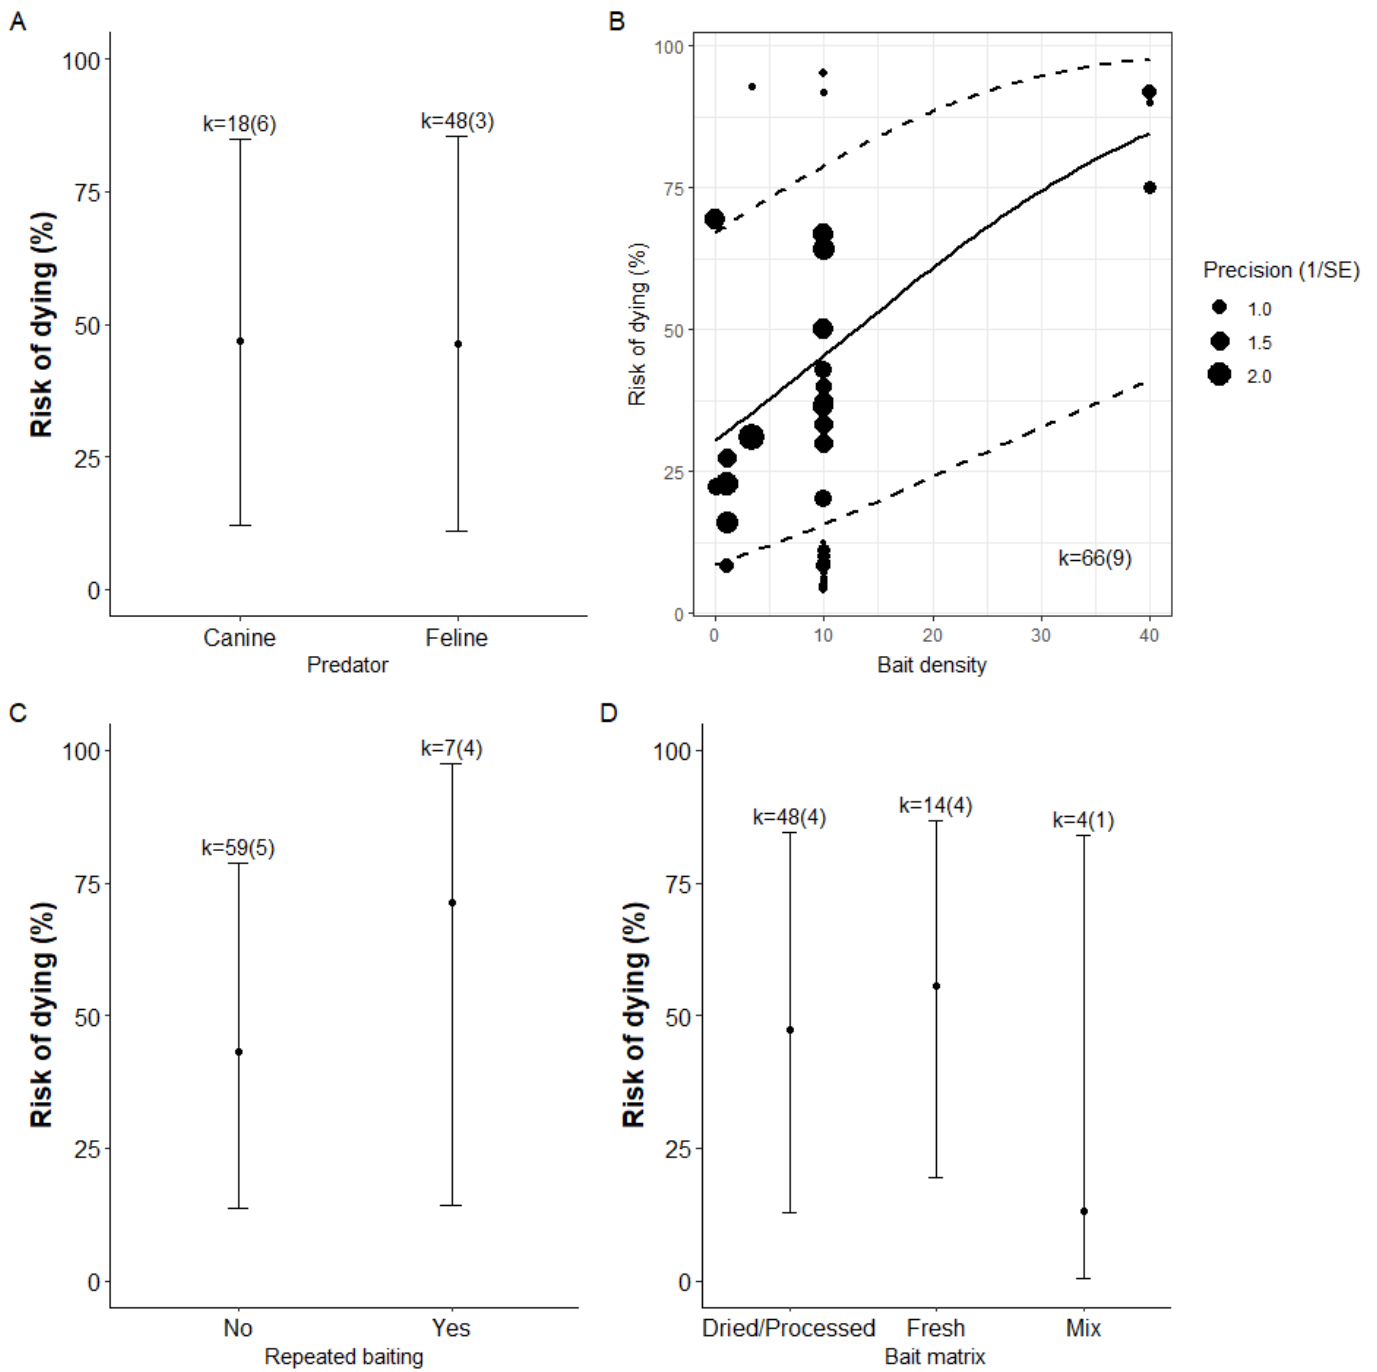 A
Risk of dying (%)
100
75
50
25
0
k=18(6)
k=48(3)
Canine
Feline
Predator
B
Risk of dying (%)
100
75
50
25
0
k=66(9)
0
10
20
30
40
Bait density
Precision (1/SE)
1.0
1.5
2.0
C
Risk of dying (%)
100
75
50
25
0
k=59(5)
k=7(4)
No
Yes
Repeated baiting
D
Risk of dying (%)
100
75
50
25
0
k=48(4)
k=14(4)
k=4(1)
Dried/Processed
Fresh
Mix
Bait matrix